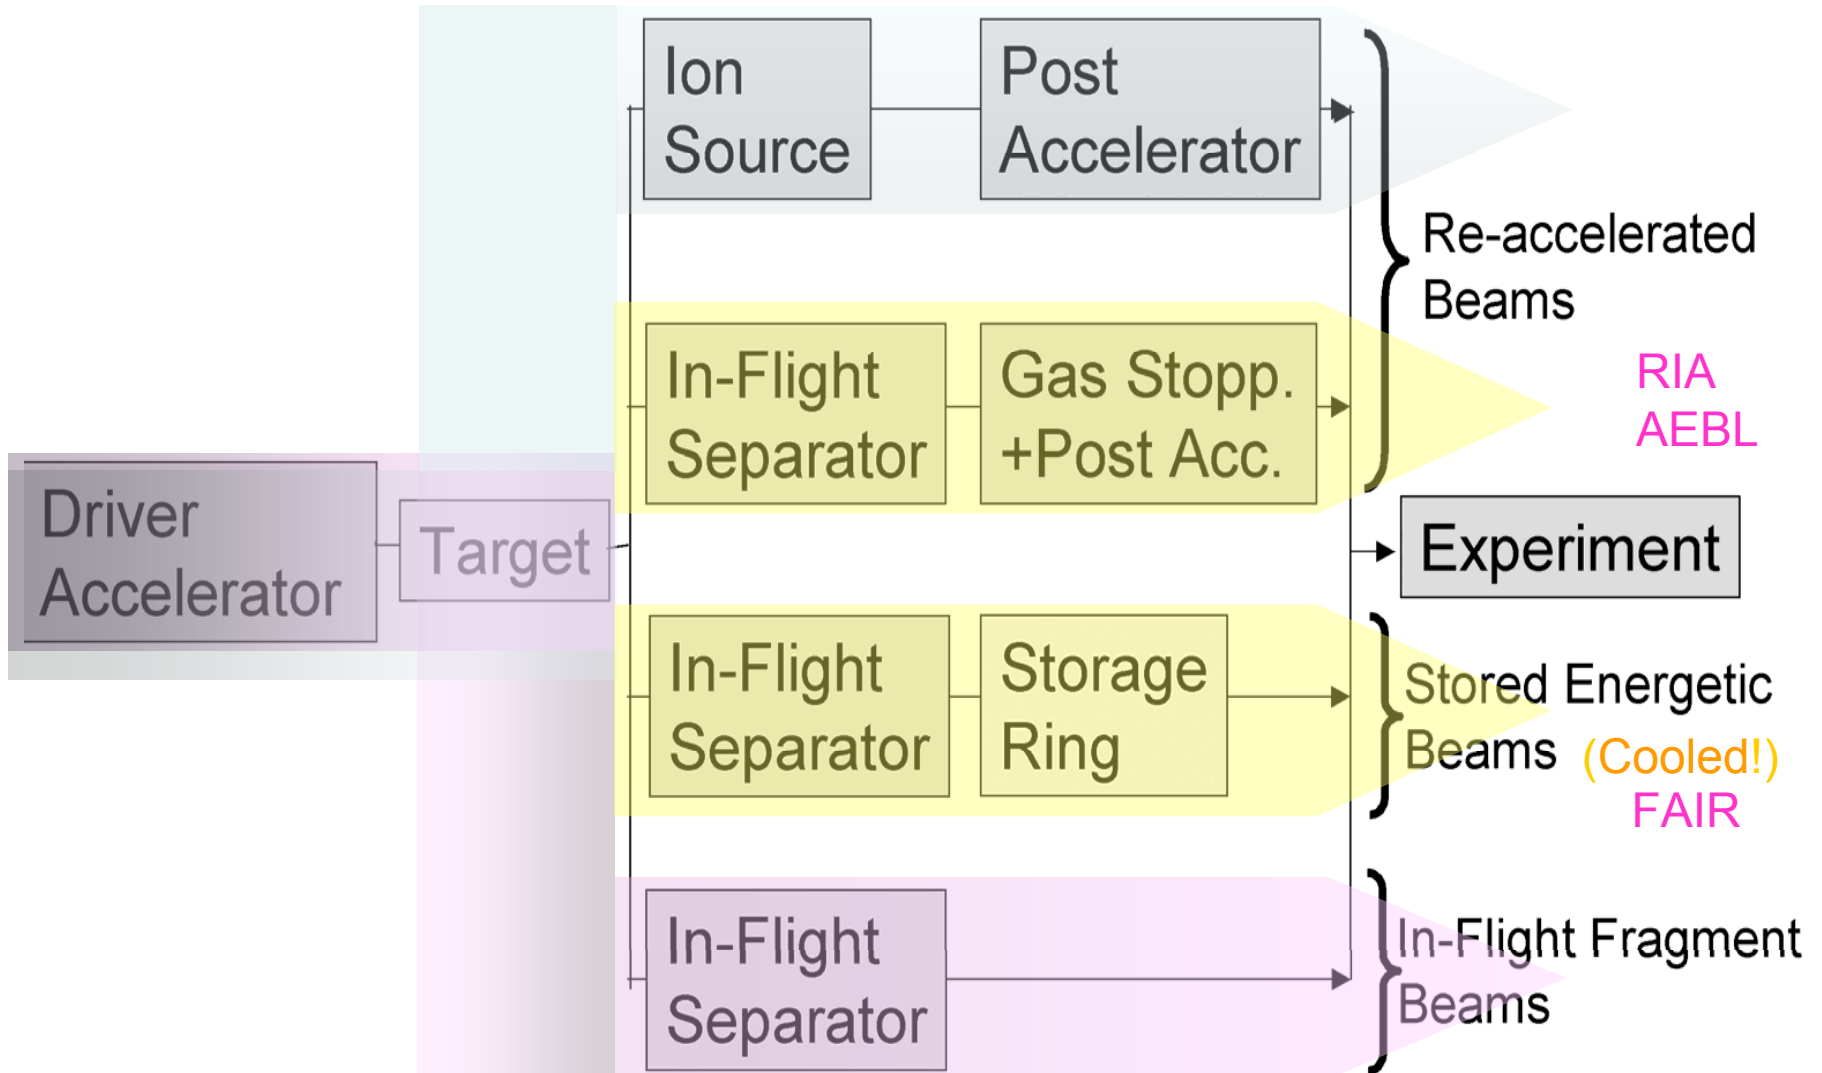 Ion
Source
Post
Accelerator
Re-accelerated
Beams
In-Flight
Separator
Gas Stopp.
+Post Acc.
RIA
AEBL
Driver
Accelerator
Target
Experiment
In-Flight
Separator
Storage
Ring
Stored Energetic
Beams (Cooled!)
FAIR
In-Flight
Separator
In-Flight Fragment
Beams